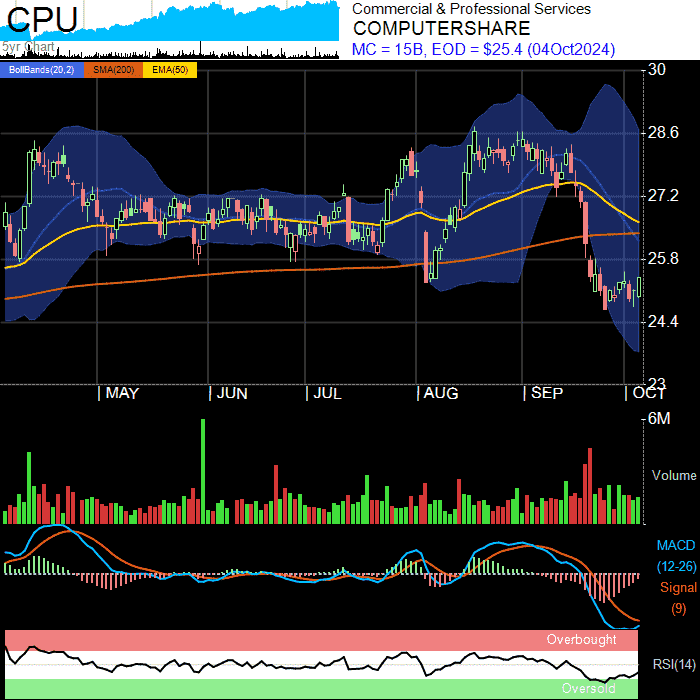 CPU
5yr Chart
Commercial & Professional Services
COMPUTERSHARE
MC = 15B, EOD = $25.4 (04Oct2024)
BollBands(20,2) SMA(200) EMA(50)
30
28.6
27.2
25.8
24.4
23
MAY JUN JUL AUG SEP OCT
6M
Volume
MACD
(12-26)
Signal
(9)
Overbought
RSI(14)
Oversold